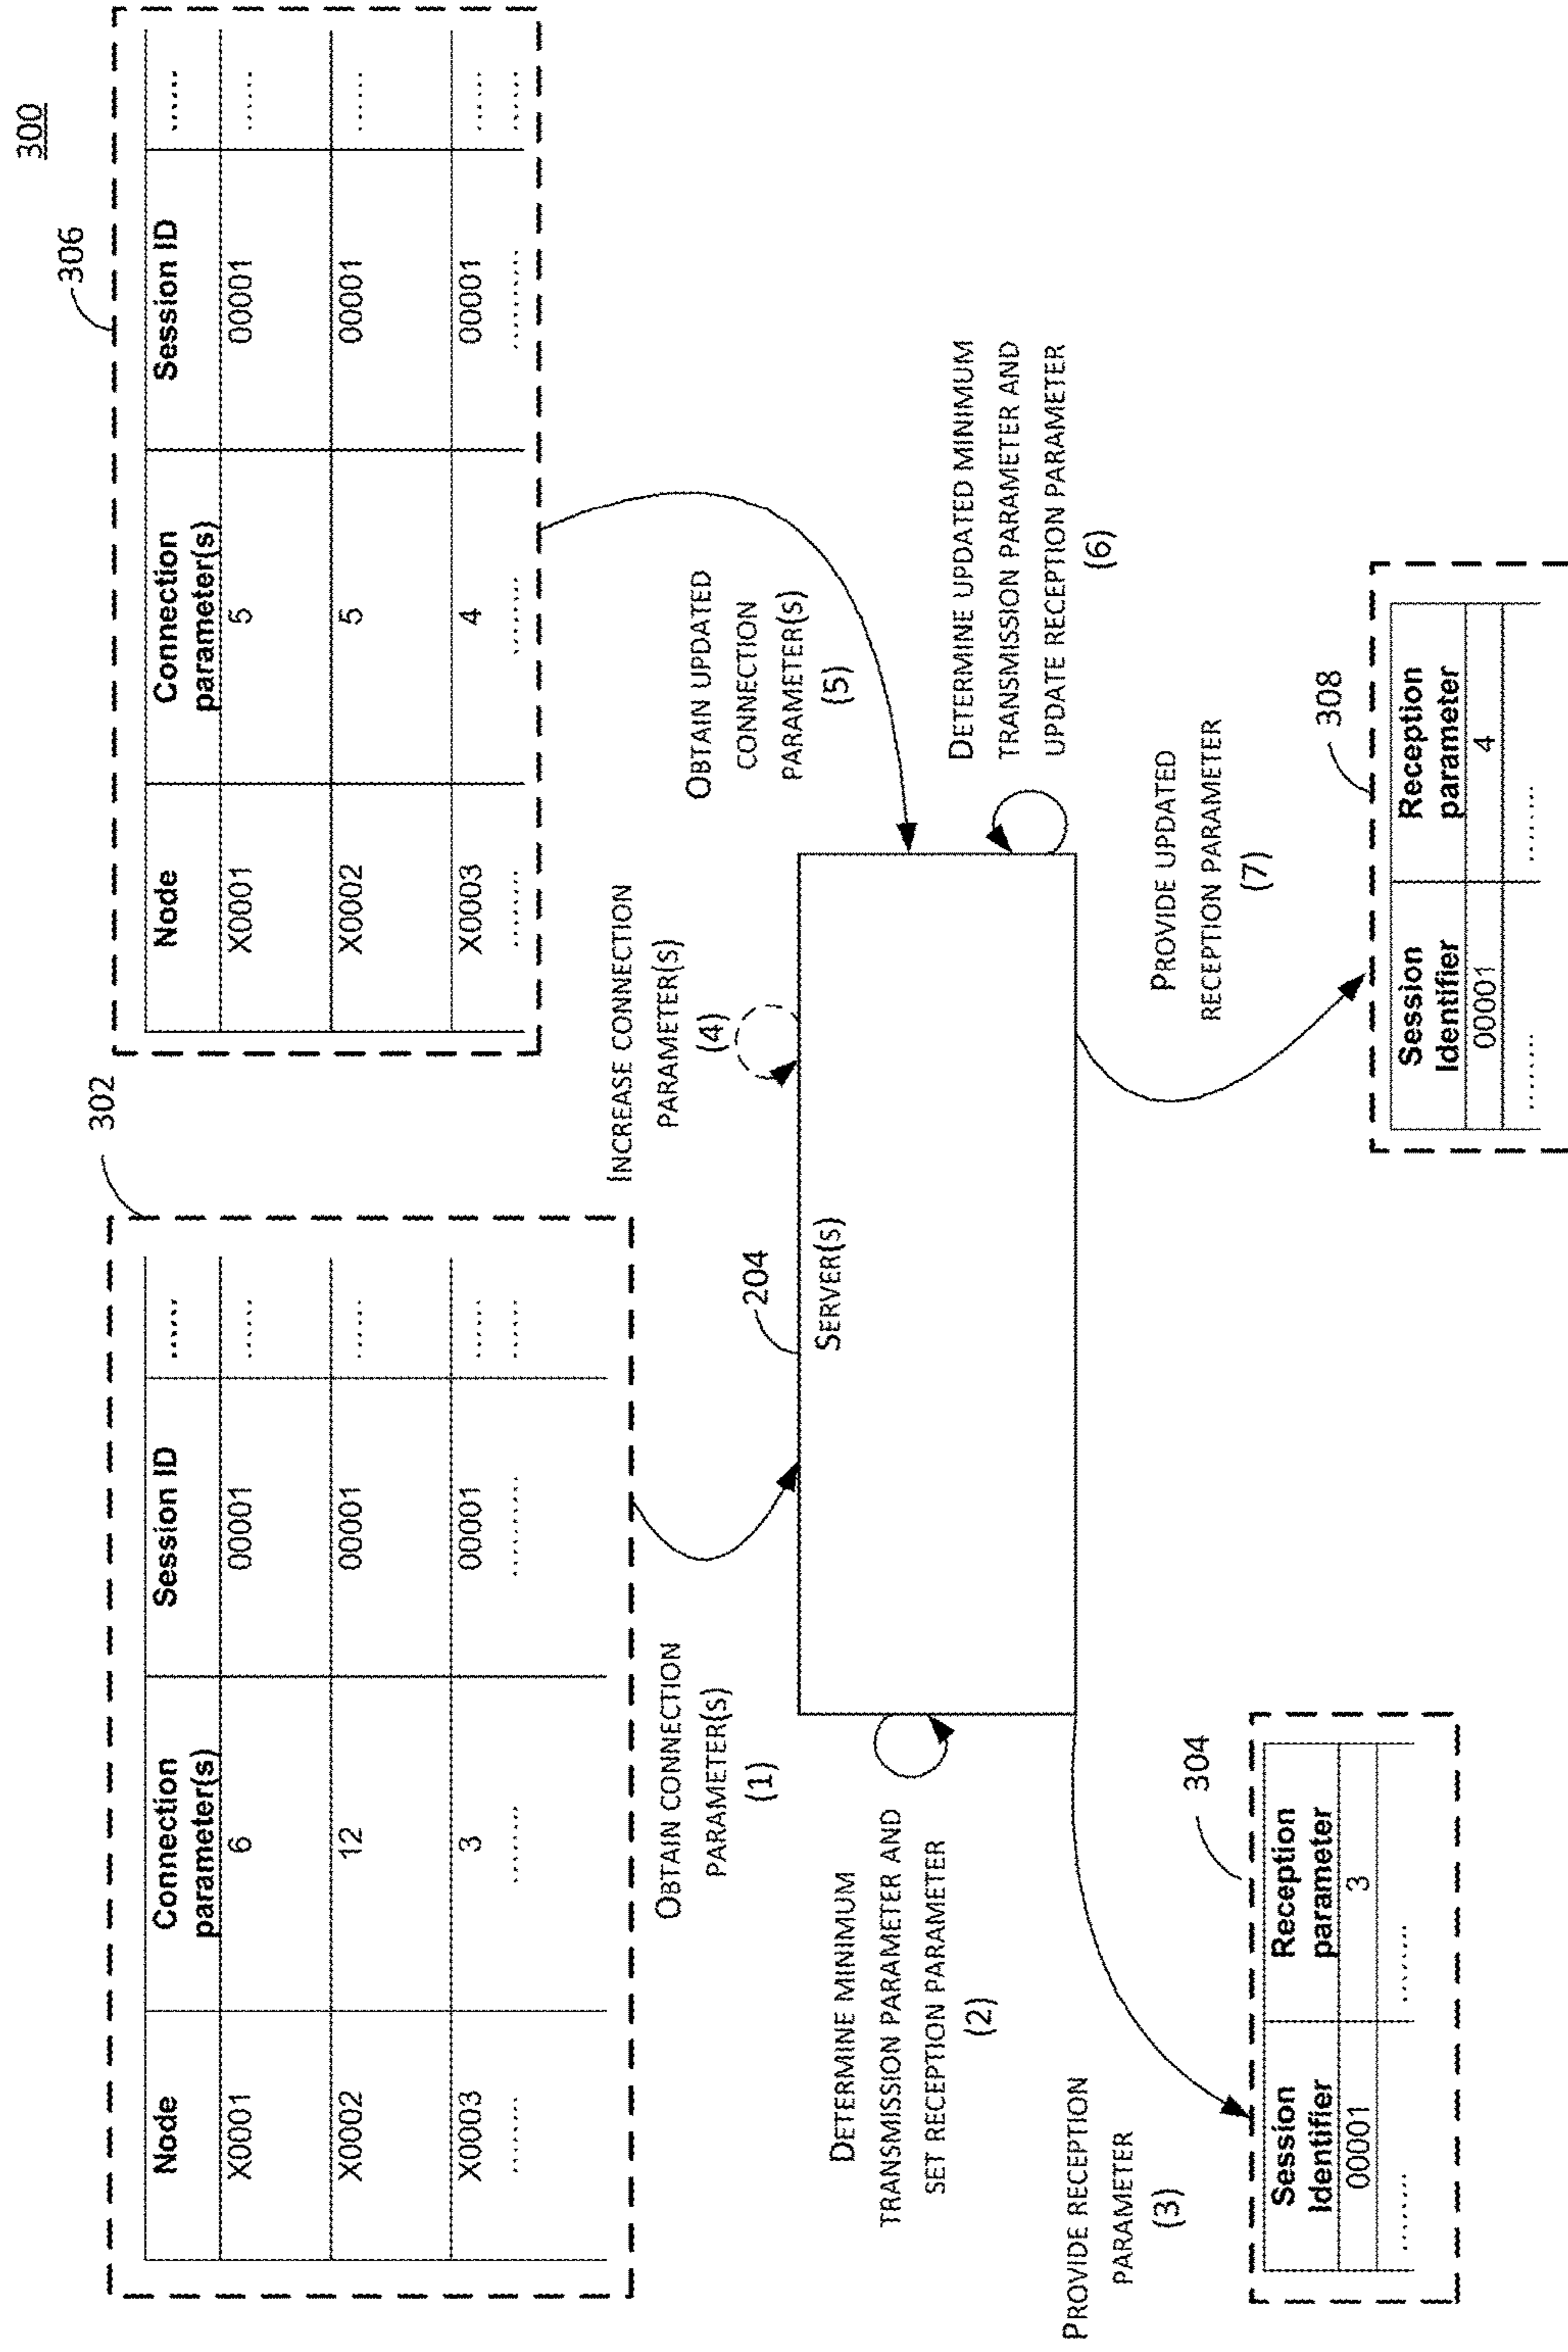 300
302
Node	Connection	Session ID	......
parameter(s)
X0001	6	00001	.....
X0002	12	00001	.....
X0003	3	00001	.....
......	......	........	.....
306
Node	Connection	Session ID	......
parameter(s)
X0001	5	00001	.....
X0002	5	00001	.....
X0003	4	00001	.....
......	......	........	.....
OBTAIN CONNECTION
PARAMETER(S)
(1)
INCREASE CONNECTION
PARAMETER(S)
(4)
OBTAIN UPDATED
CONNECTION
PARAMETER(S)
(5)
204
SERVER(S)
DETERMINE MINIMUM
TRANSMISSION PARAMETER AND
SET RECEPTION PARAMETER
(2)
DETERMINE UPDATED MINIMUM
TRANSMISSION PARAMETER AND
UPDATE RECEPTION PARAMETER
(6)
PROVIDE RECEPTION
PARAMETER
(3)
PROVIDE UPDATED
RECEPTION PARAMETER
(7)
304
Session	Reception
Identifier	parameter
00001	3
......	......
308
Session	Reception
Identifier	parameter
00001	4
......	......